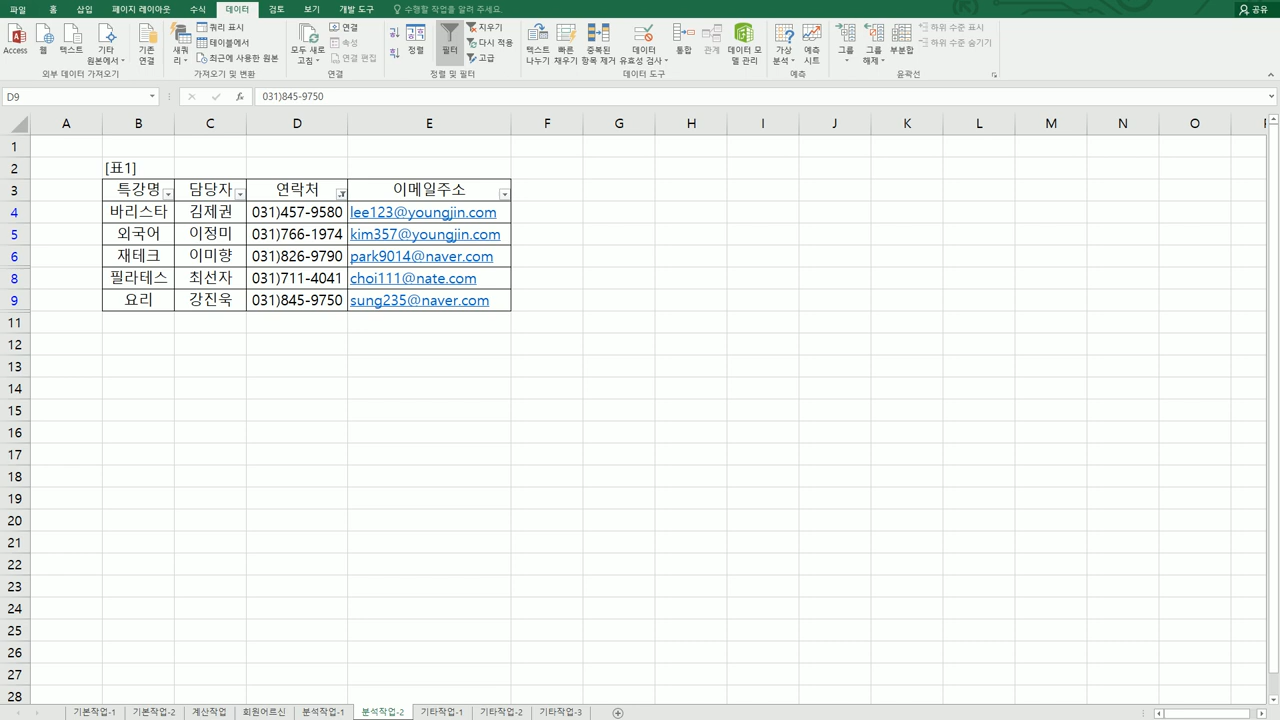 파일 홈 삽입 페이지 레이아웃 수식 데이터 검토 보기 개발 도구 수행할 작업을 알려 주세요. 공유
Access 웹 텍스트 기타 원본에서 기존 연결 새 쿼리 쿼리 표시 테이블에서 최근에 사용한 원본 모두 새로 고침 연결 속성 연결 편집 정렬 필터 지우기 다시 적용 고급 텍스트 나누기 빠른 채우기 중복된 항목 제거 데이터 유효성 검사 통합 관계 데이터 모델 관리 가상 분석 예측 시트 그룹 그룹 해제 부분합 하위 수준 표시 하위 수준 숨기기
외부 데이터 가져오기 가져오기 및 변환 연결 정렬 및 필터 데이터 도구 예측 윤곽선
D9 fx 031)845-9750
A B C D E F G H I J K L M N O
1
2 [표1]
3 특강명 담당자 연락처 이메일주소
4 바리스타 김제권 031)457-9580 lee123@youngjin.com
5 외국어 이정미 031)766-1974 kim357@youngjin.com
6 재테크 이미향 031)826-9790 park9014@naver.com
8 필라테스 최선자 031)711-4041 choi111@nate.com
9 요리 강진욱 031)845-9750 sung235@naver.com
11
12
13
14
15
16
17
18
19
20
21
22
23
24
25
26
27
28
기본작업-1 기본작업-2 계산작업 회원어르신 분석작업-1 분석작업-2 기타작업-1 기타작업-2 기타작업-3